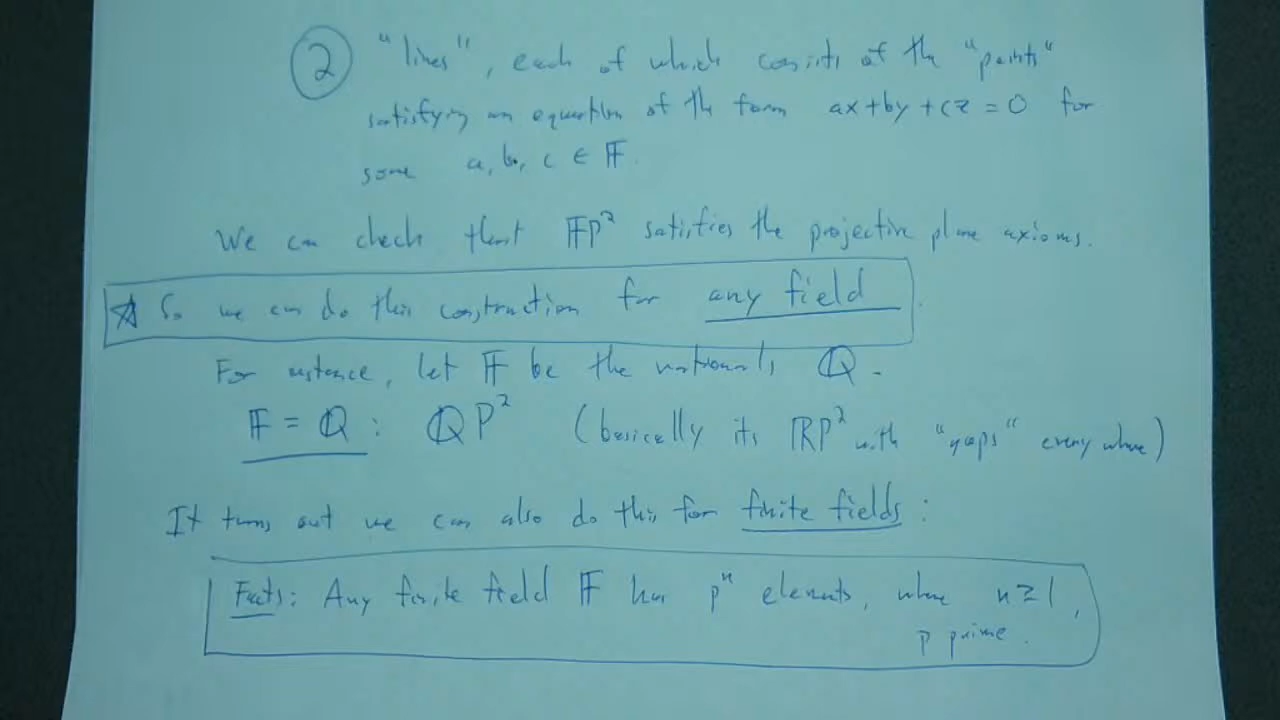 ② "lines", each of which consists of the "points"
satisfying an equation of the form ax+by+cz=0 for
some a, b, c ∈ 𝔽.
We can check that 𝔽P² satisfies the projective plane axioms.
☆ So we can do this construction for any field.
For instance, let 𝔽 be the rationals ℚ.
𝔽 = ℚ: ℚP² (basically its ℝP² with "gaps" everywhere)
It turns out we can also do this for finite fields:
Facts: Any finite field 𝔽 has pⁿ elements, where n≥1,
p prime.